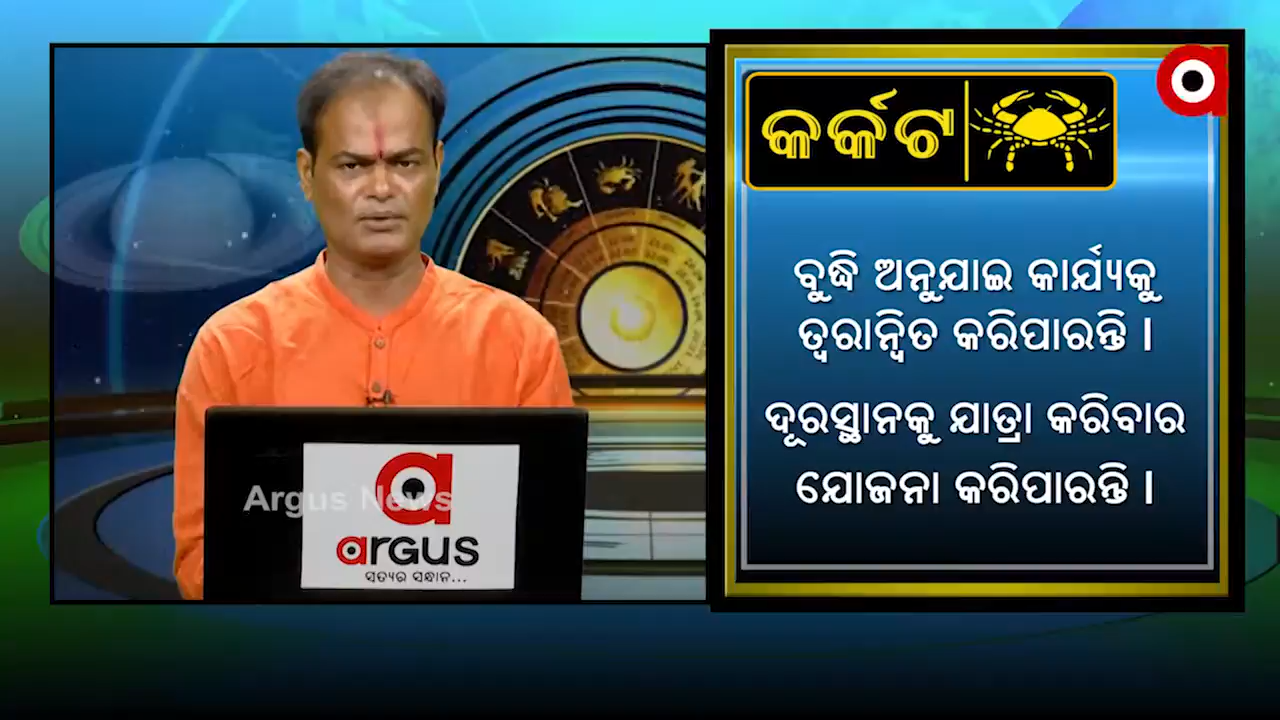 କର୍କଟ
ବୁଦ୍ଧି ଅନୁଯାଇ କାର୍ଯ୍ୟକୁ
ତ୍ୱରାନ୍ୱିତ କରିପାରନ୍ତି ।
ଦୂରସ୍ଥାନକୁ ଯାତ୍ରା କରିବାର
ଯୋଜନା କରିପାରନ୍ତି ।
Argus News
argus
ସତ୍ୟର ସନ୍ଧାନ...